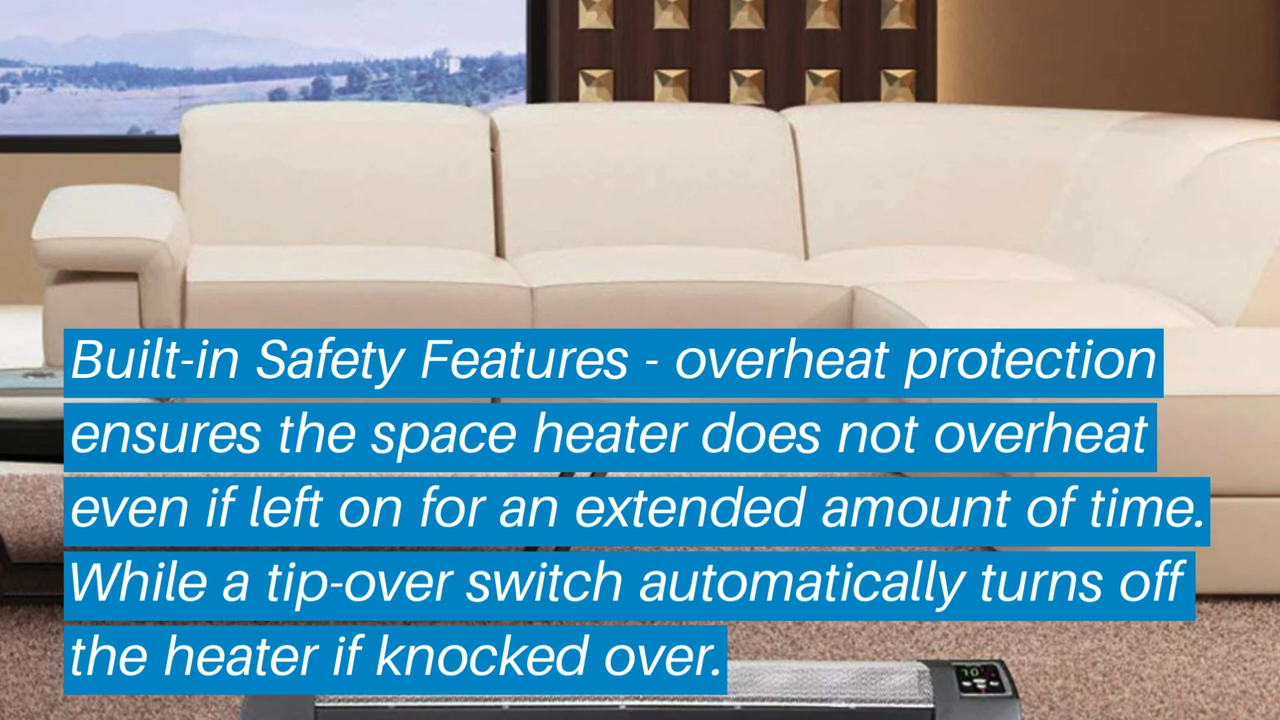 Built-in Safety Features - overheat protection
ensures the space heater does not overheat
even if left on for an extended amount of time.
While a tip-over switch automatically turns off
the heater if knocked over.
70°